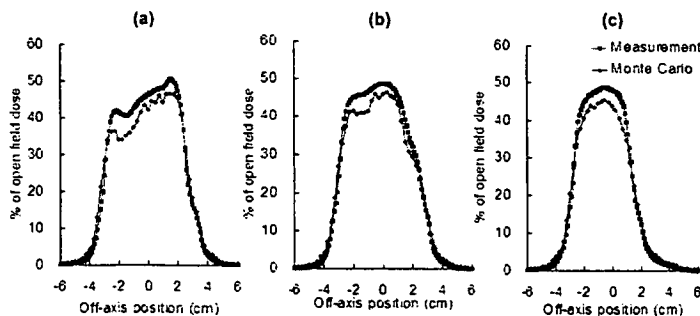 (a)
(b)
(c)
Measurement
Monte Carlo
% of open field dose
60
50
40
30
20
10
0
-6 -4 -2 0 2 4 6
Off-axis position (cm)
% of open field dose
60
50
40
30
20
10
0
-6 -4 -2 0 2 4 6
Off-axis position (cm)
% of open field dose
60
50
40
30
20
10
0
-6 -4 -2 0 2 4 6
Off-axis position (cm)